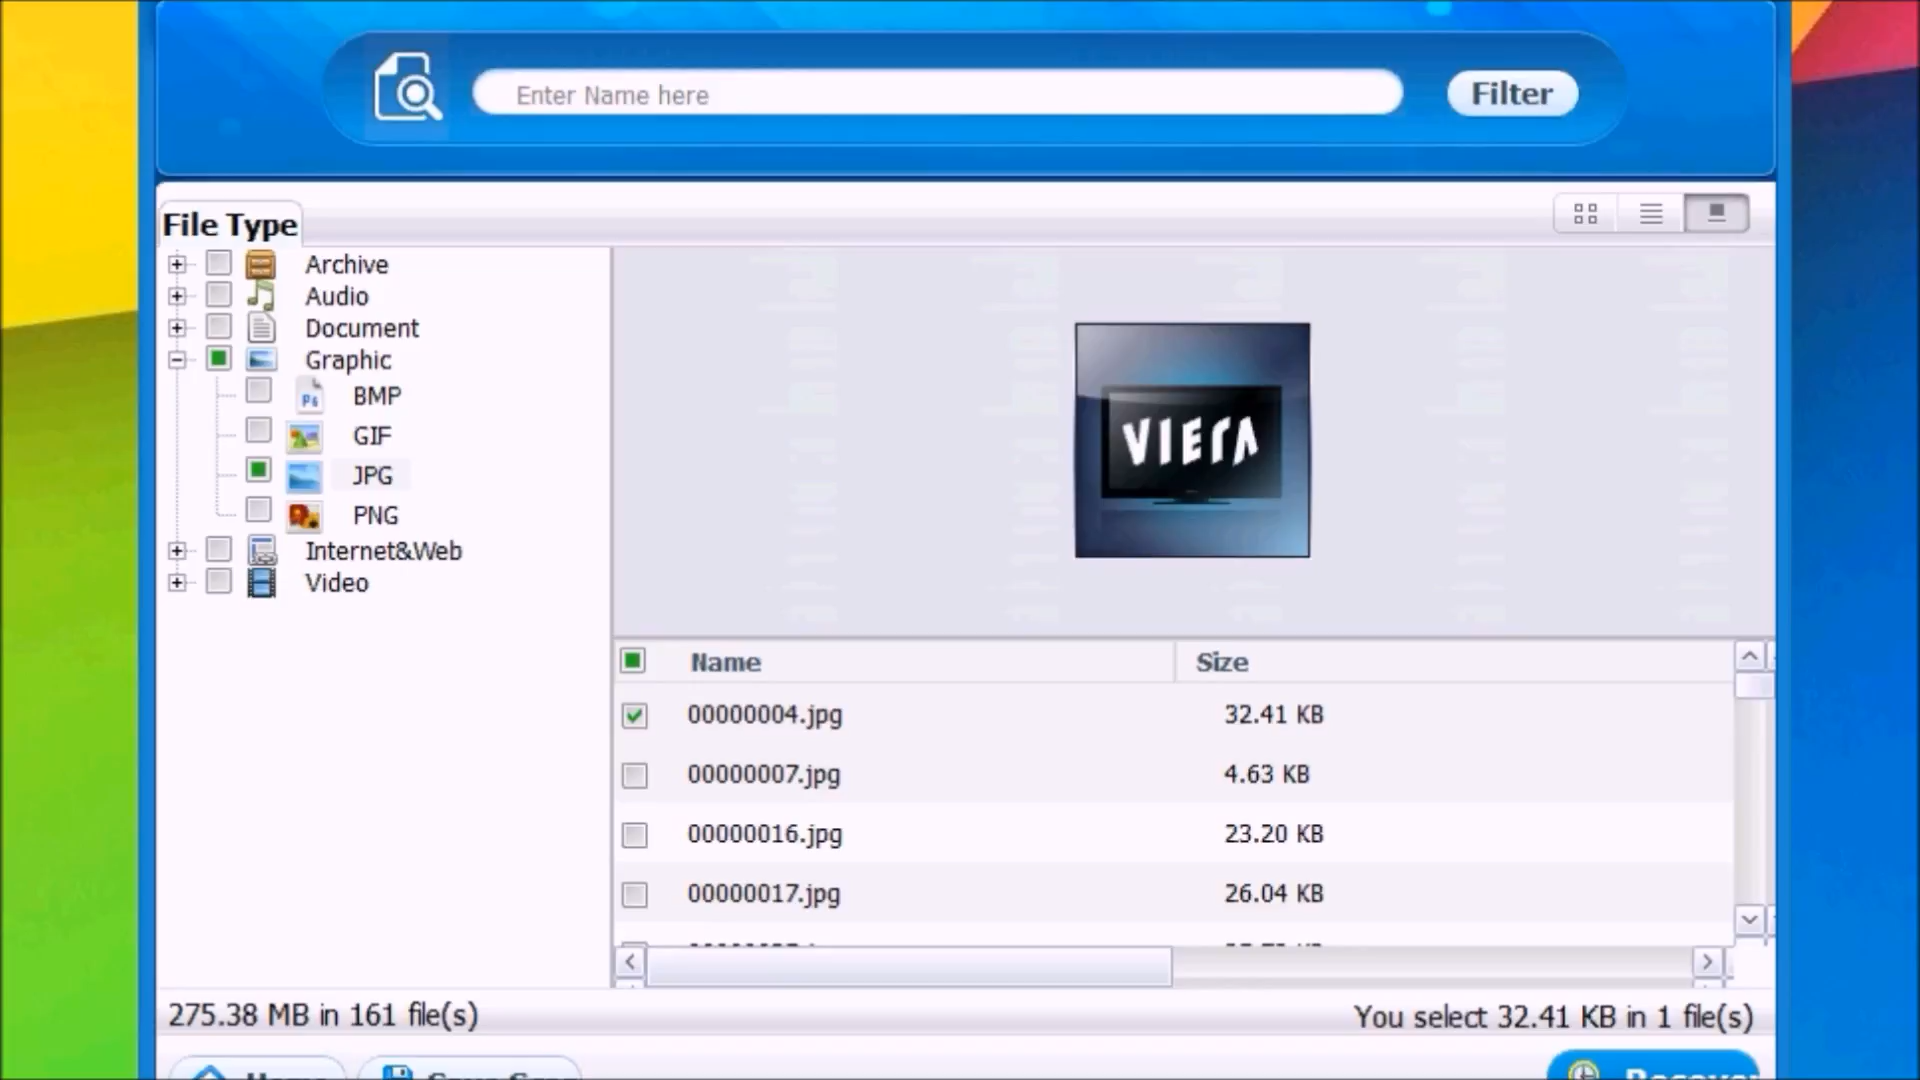 Enter Name here
Filter
File Type
Archive
Audio
Document
Graphic
BMP
GIF
JPG
PNG
Internet&Web
Video
VIERA
Name Size
00000004.jpg 32.41 KB
00000007.jpg 4.63 KB
00000016.jpg 23.20 KB
00000017.jpg 26.04 KB
275.38 MB in 161 file(s)
You select 32.41 KB in 1 file(s)
Home
Recover